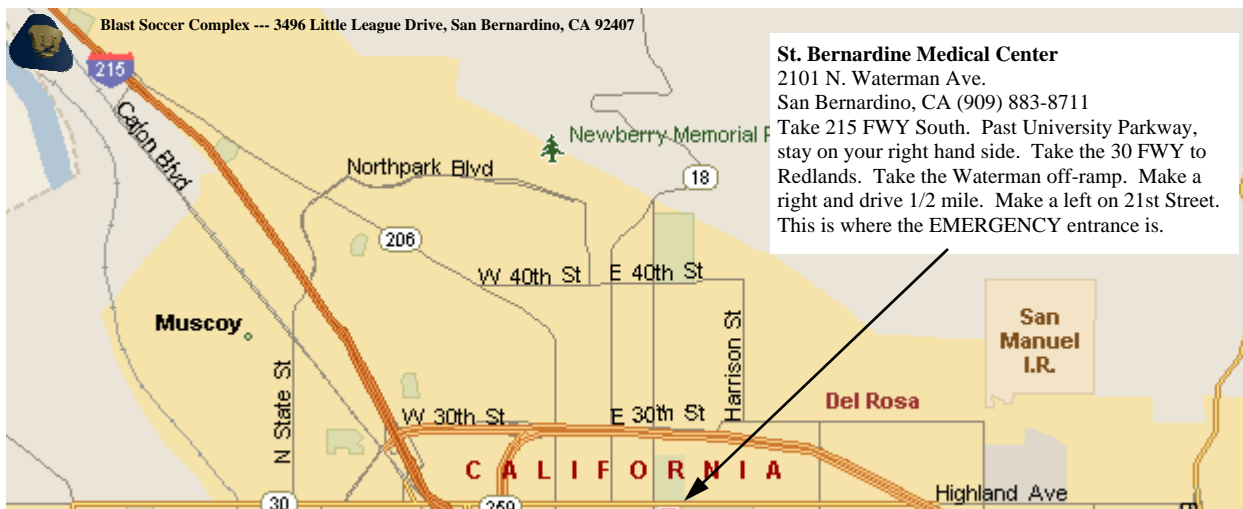 Blast Soccer Complex --- 3496 Little League Drive, San Bernardino, CA 92407
St. Bernardine Medical Center
2101 N. Waterman Ave.
San Bernardino, CA (909) 883-8711
Take 215 FWY South. Past University Parkway,
stay on your right hand side. Take the 30 FWY to
Redlands. Take the Waterman off-ramp. Make a
right and drive 1/2 mile. Make a left on 21st Street.
This is where the EMERGENCY entrance is.
215
Cajon Blvd
Newberry Memorial
Northpark Blvd
18
206
W 40th St
E 40th St
Muscoy
San
Manuel
I.R.
N State St
Harrison St
Del Rosa
W 30th St
E 30th St
CALIFORNIA
Highland Ave
30
259